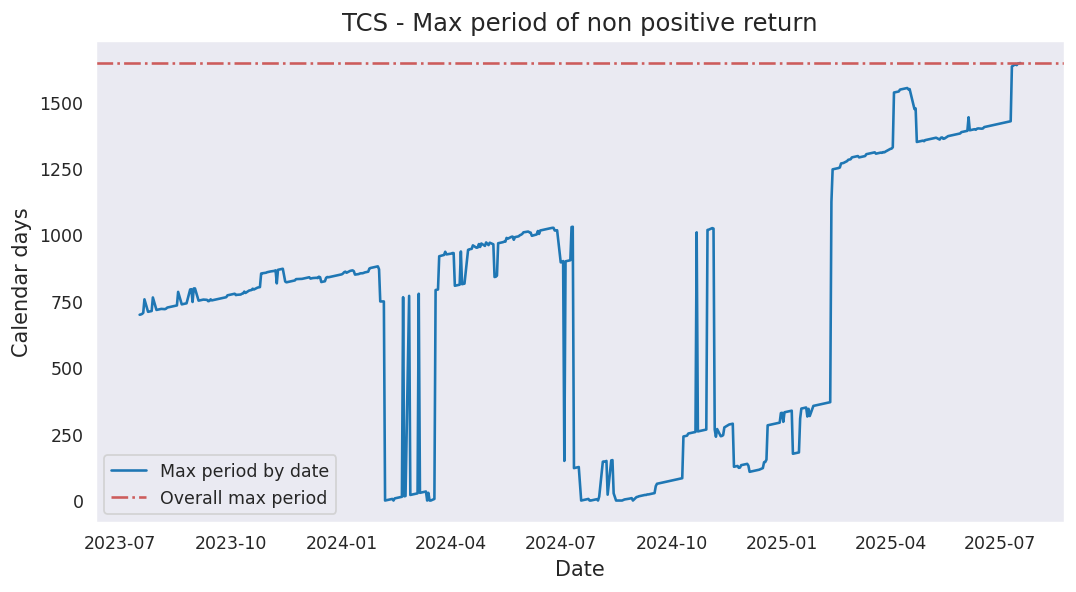 TCS - Max period of non positive return
Calendar days
1500
1250
1000
750
500
250
0
Max period by date
Overall max period
2023-07 2023-10 2024-01 2024-04 2024-07 2024-10 2025-01 2025-04 2025-07
Date